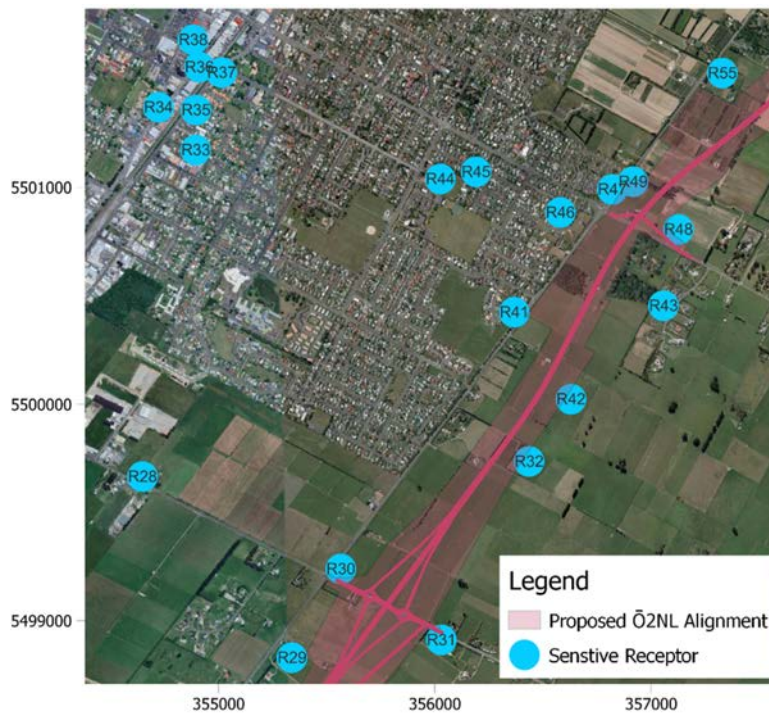 R38
R36
R37
R55
R34
R35
R33
5501000
R44
R45
R47
R49
R46
R48
R41
R43
5500000
R42
R32
R28
R30
5499000
R31
R29
Legend
Proposed Ō2NL Alignment
Senstive Receptor
355000
356000
357000